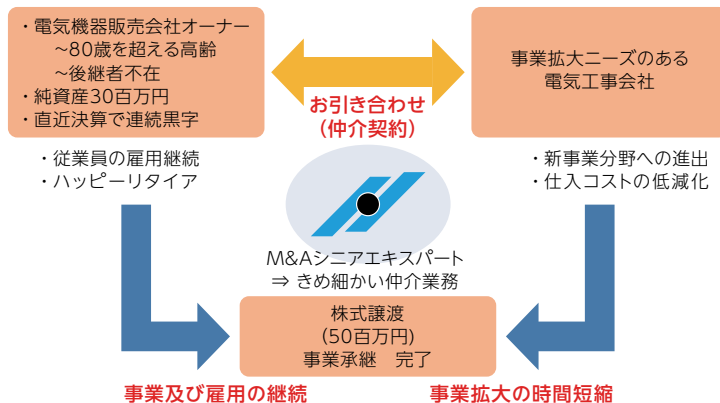 ・電気機器販売会社オーナー
~80歳を超える高齢
~後継者不在
・純資産30百万円
・直近決算で連続黒字
お引き合わせ
(仲介契約)
事業拡大ニーズのある
電気工事会社
・従業員の雇用継続
・ハッピーリタイア
・新事業分野への進出
・仕入コストの低減化
M&Aシニアエキスパート
⇒ きめ細かい仲介業務
株式譲渡
(50百万円)
事業承継　完了
事業及び雇用の継続
事業拡大の時間短縮